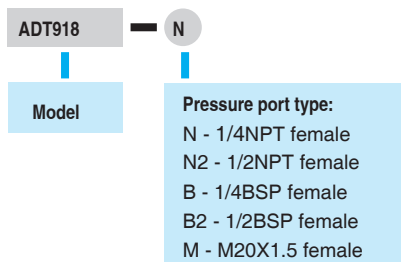 ADT918 N
Model
Pressure port type:
N - 1/4NPT female
N2 - 1/2NPT female
B - 1/4BSP female
B2 - 1/2BSP female
M - M20X1.5 female